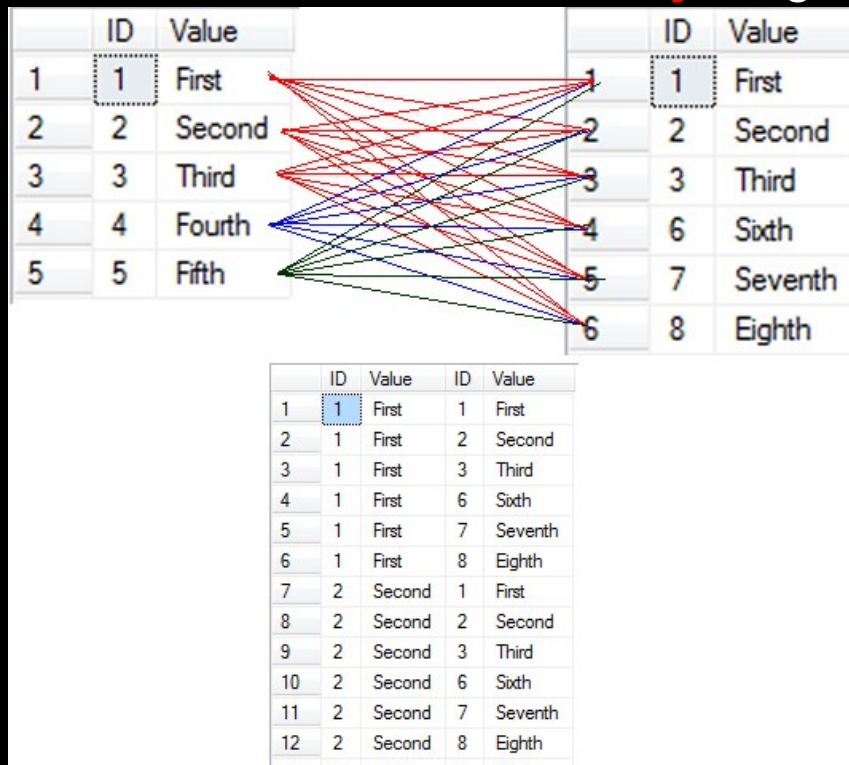 ID Value
1 1 First
2 2 Second
3 3 Third
4 4 Fourth
5 5 Fifth
ID Value
1 1 First
2 2 Second
3 3 Third
4 6 Sixth
5 7 Seventh
6 8 Eighth
ID Value ID Value
1 1 First 1 First
2 1 First 2 Second
3 1 First 3 Third
4 1 First 6 Sixth
5 1 First 7 Seventh
6 1 First 8 Eighth
7 2 Second 1 First
8 2 Second 2 Second
9 2 Second 3 Third
10 2 Second 6 Sixth
11 2 Second 7 Seventh
12 2 Second 8 Eighth